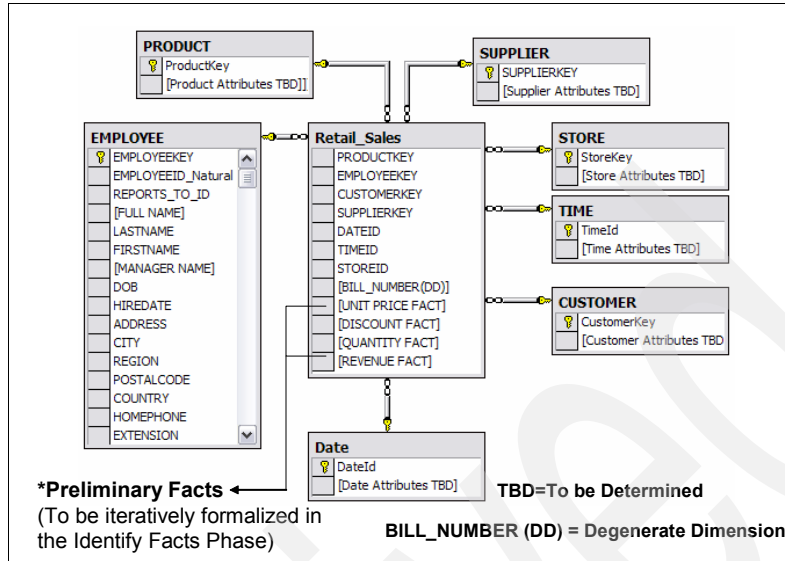 PRODUCT
ProductKey
[Product Attributes TBD]]
SUPPLIER
SUPPLIERKEY
[Supplier Attributes TBD]
EMPLOYEE
EMPLOYEEKEY
EMPLOYEEID_Natural
REPORTS_TO_ID
[FULL NAME]
LASTNAME
FIRSTNAME
[MANAGER NAME]
DOB
HIREDATE
ADDRESS
CITY
REGION
POSTALCODE
COUNTRY
HOMEPHONE
EXTENSION
Retail_Sales
PRODUCTKEY
EMPLOYEEKEY
CUSTOMERKEY
SUPPLIERKEY
DATEID
TIMEID
STOREID
[BILL_NUMBER(DD)]
[UNIT PRICE FACT]
[DISCOUNT FACT]
[QUANTITY FACT]
[REVENUE FACT]
STORE
StoreKey
[Store Attributes TBD]
TIME
TimeId
[Time Attributes TBD]
CUSTOMER
CustomerKey
[Customer Attributes TBD
Date
DateId
[Date Attributes TBD]
*Preliminary Facts
(To be iteratively formalized in
the Identify Facts Phase)
TBD=To be Determined
BILL_NUMBER (DD) = Degenerate Dimension